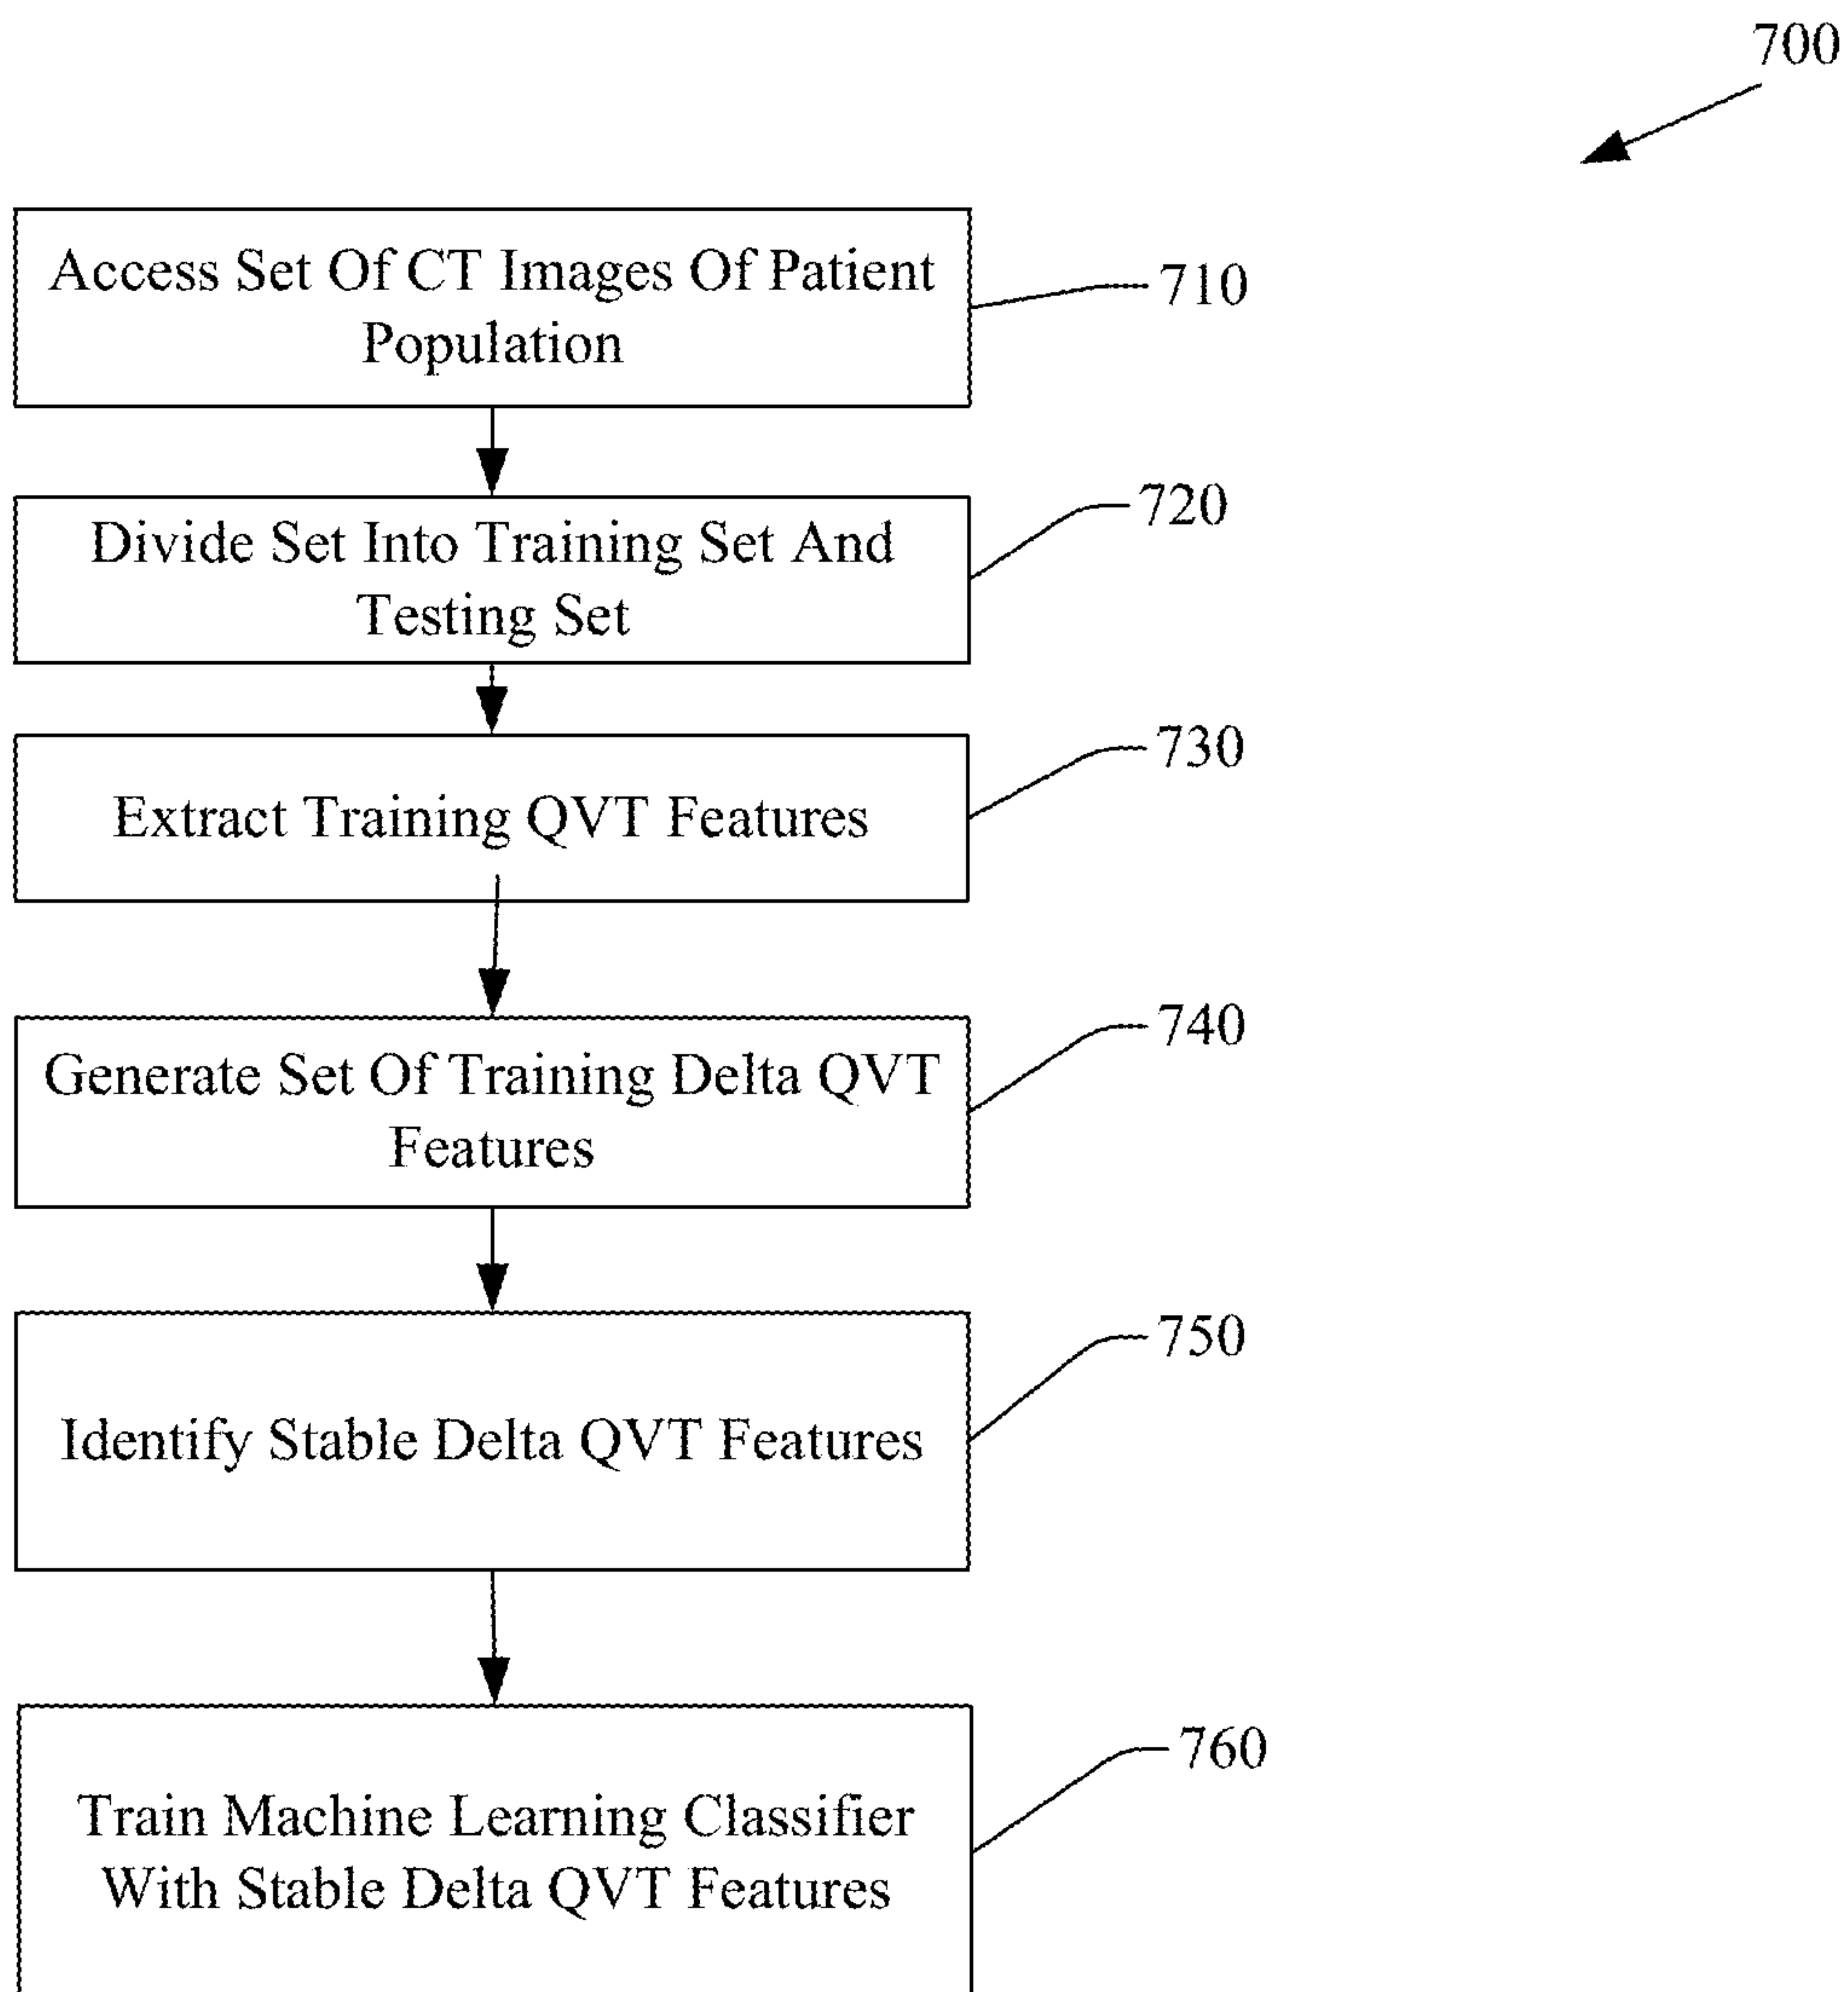 700
Access Set Of CT Images Of Patient
Population
710
Divide Set Into Training Set And
Testing Set
720
Extract Training QVT Features
730
Generate Set Of Training Delta QVT
Features
740
Identify Stable Delta QVT Features
750
Train Machine Learning Classifier
With Stable Delta QVT Features
760